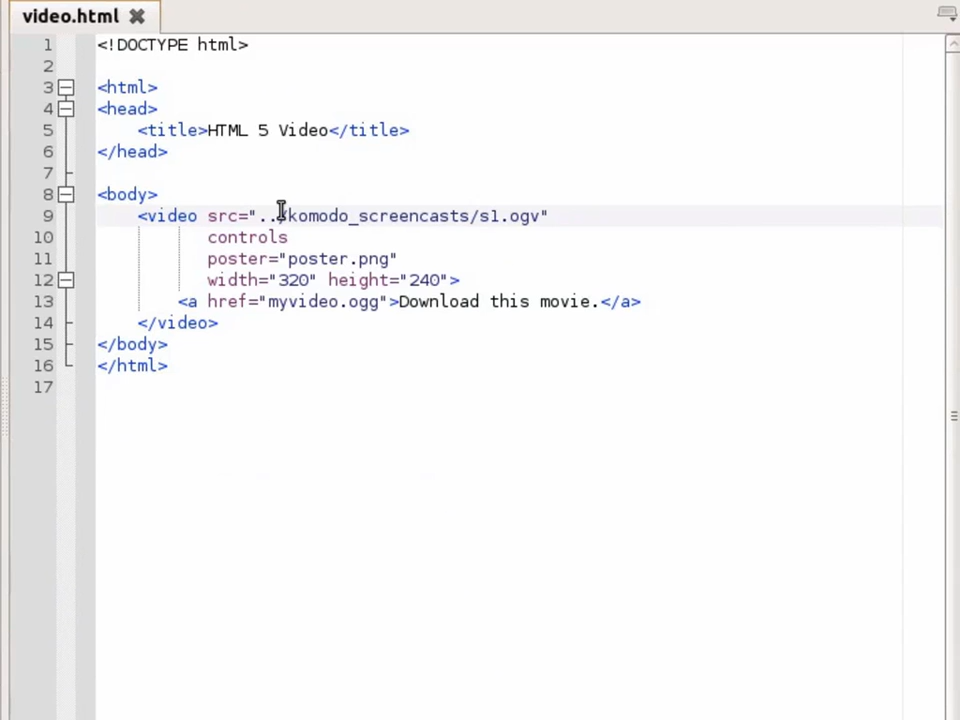 video.html
1 <!DOCTYPE html>
2
3 <html>
4 <head>
5 <title>HTML 5 Video</title>
6 </head>
7
8 <body>
9 <video src="../komodo_screencasts/s1.ogv"
10 controls
11 poster="poster.png"
12 width="320" height="240">
13 <a href="myvideo.ogg">Download this movie.</a>
14 </video>
15 </body>
16 </html>
17